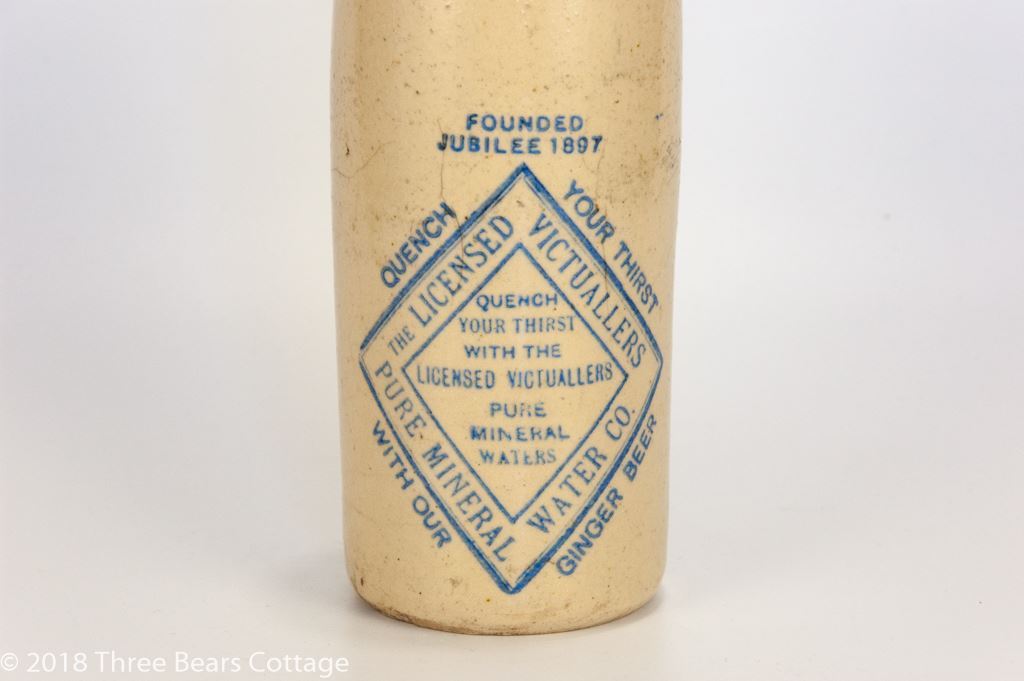 FOUNDED
JUBILEE 1897
QUENCH
YOUR THIRST
WITH OUR
GINGER BEER
THE LICENSED
VICTUALLERS
PURE MINERAL
WATER CO.
QUENCH
YOUR THIRST
WITH THE
LICENSED VICTUALLERS
PURE
MINERAL
WATERS
© 2018 Three Bears Cottage